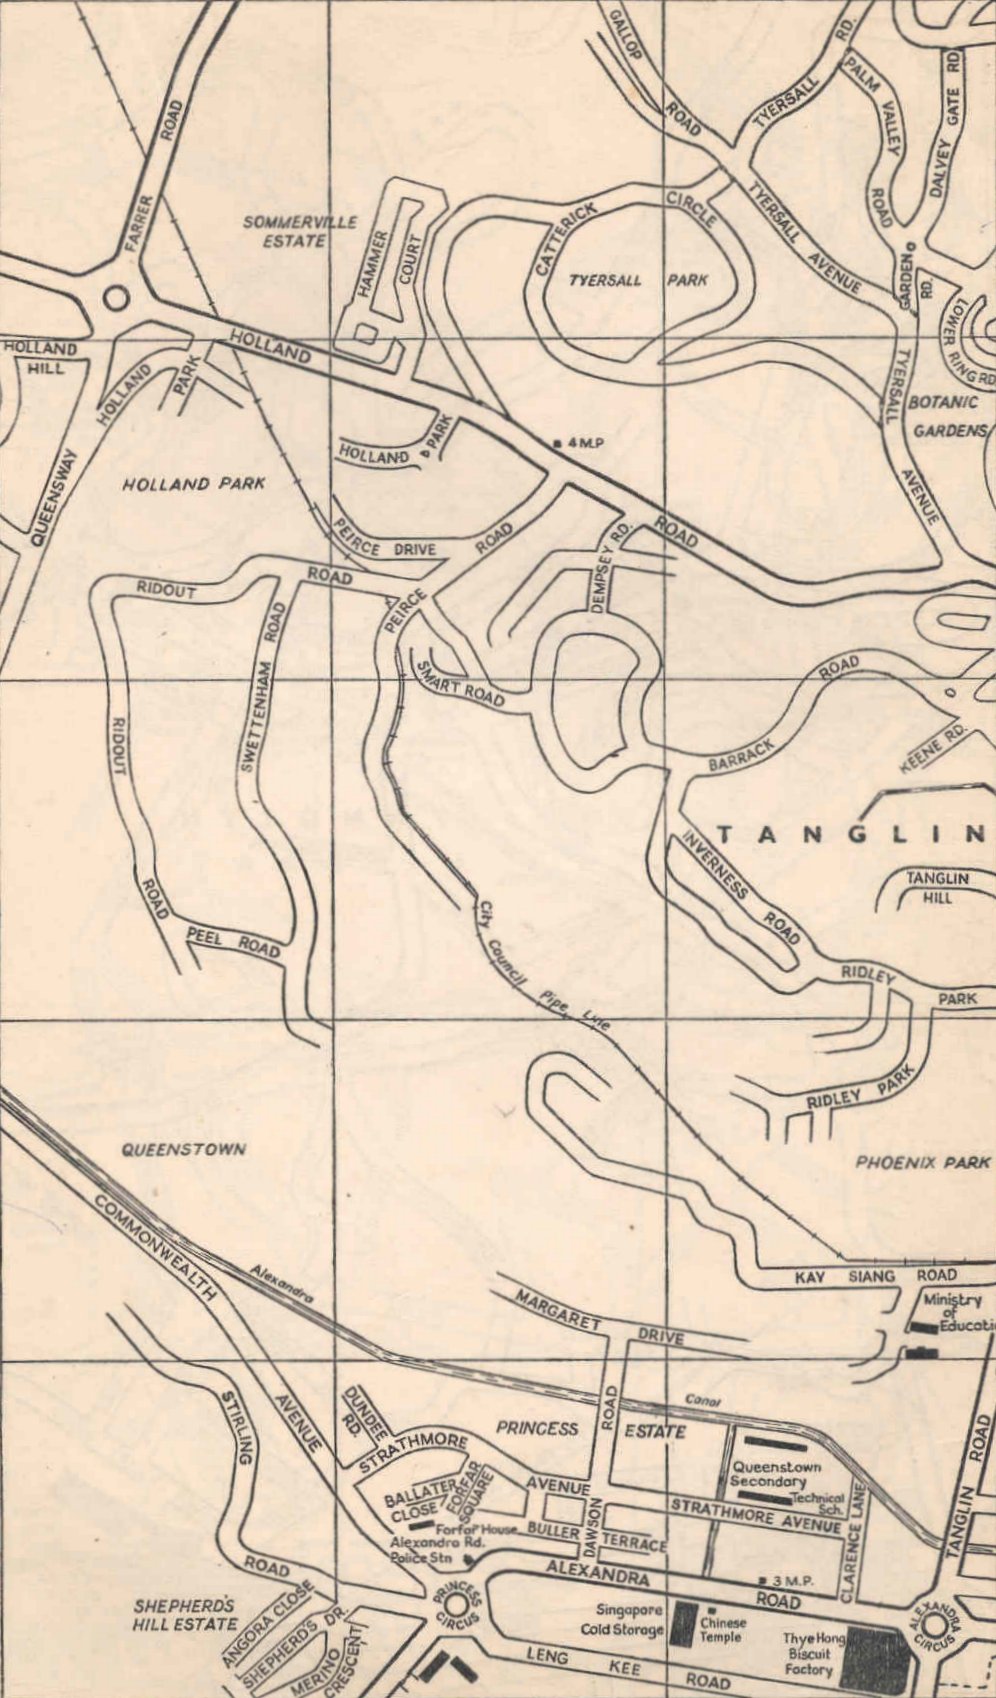 GALLOP
ROAD
TYERSALL
RD.
PALM
VALLEY
ROAD
DALVEY
GATE RD
FARRER
ROAD
SOMMERVILLE
ESTATE
HAMMER
COURT
CATTERICK
CIRCLE
TYERSALL PARK
TYERSALL
AVENUE
GARDEN
RD.
LOWER
RING RD
HOLLAND
HILL
HOLLAND
PARK
HOLLAND
TYERSALL
AVENUE
BOTANIC
GARDENS
HOLLAND
PARK
4 M.P
QUEENSWAY
HOLLAND PARK
PEIRCE DRIVE
ROAD
DEMPSEY RD.
ROAD
RIDOUT
ROAD
PEIRCE
SWETTENHAM
ROAD
SMART ROAD
BARRACK
ROAD
KEENE RD.
RIDOUT
ROAD
TANGLIN
INVERNESS
ROAD
TANGLIN
HILL
PEEL ROAD
City Council Pipe Line
RIDLEY
PARK
RIDLEY PARK
QUEENSTOWN
PHOENIX PARK
COMMONWEALTH
AVENUE
Alexandra
Canal
KAY SIANG ROAD
MARGARET
DRIVE
Ministry
of
Educati
STIRLING
ROAD
DUNDEE
RD.
STRATHMORE
AVENUE
PRINCESS
ESTATE
ROAD
DAWSON
Queenstown
Secondary
Technical
Sch.
BALLATER
CLOSE
FORFAR
SQUARE
STRATHMORE AVENUE
CLARENCE LANE
TANGLIN ROAD
Forfar House
BULLER
TERRACE
Alexandra Rd.
Police Stn
ALEXANDRA
ROAD
3 M.P.
PRINCESS
CIRCUS
ALEXANDRA
CIRCUS
SHEPHERD'S
HILL ESTATE
ANGORA CLOSE
SHEPHERD'S DR.
MERINO
CRESCENT
Singapore
Cold Storage
Chinese
Temple
Thye Hong
Biscuit
Factory
LENG
KEE
ROAD